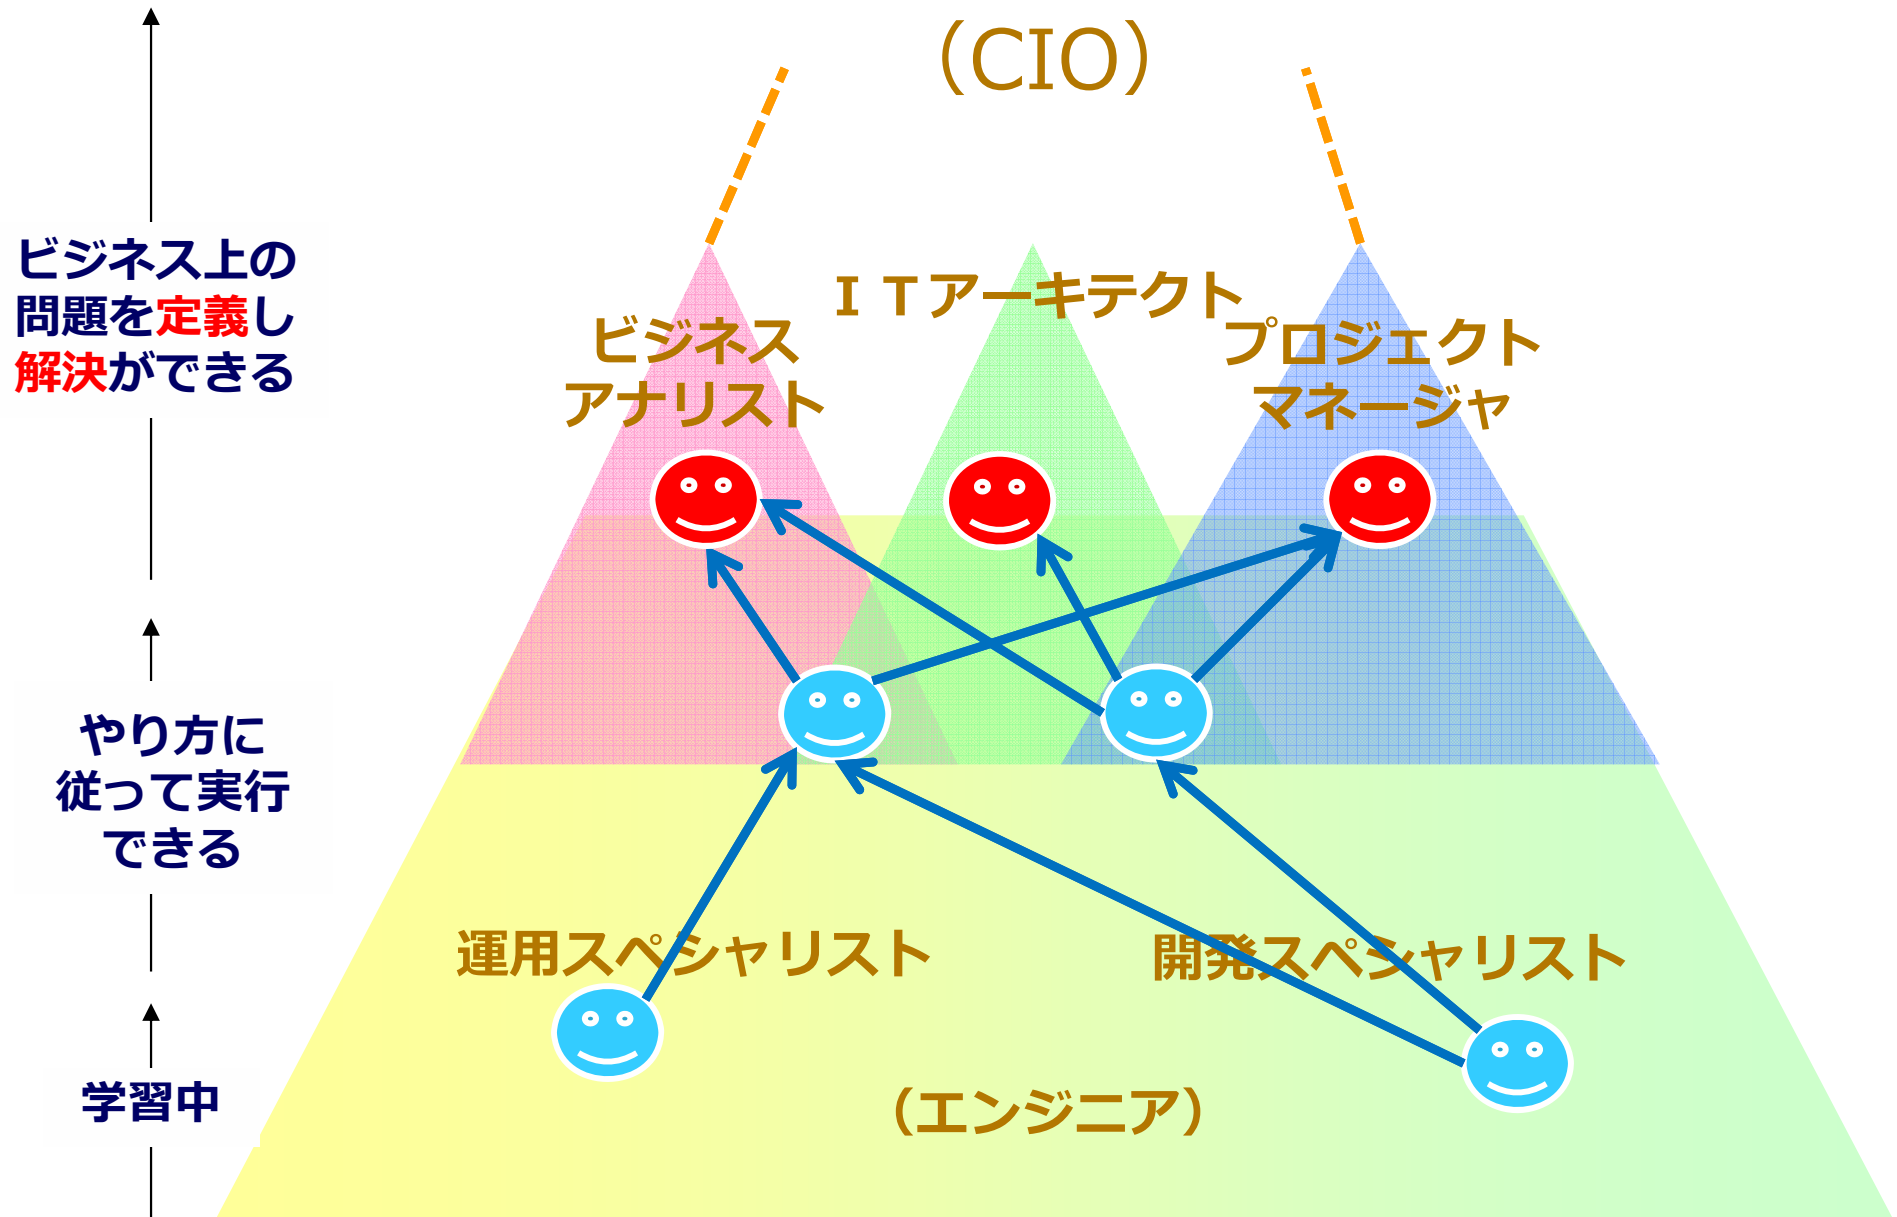 （CIO）
ビジネス上の
問題を定義し
解決ができる
ＩＴアーキテクト
ビジネス
アナリスト
プロジェクト
マネージャ
やり方に
従って実行
できる
運用スペシャリスト
開発スペシャリスト
学習中
（エンジニア）